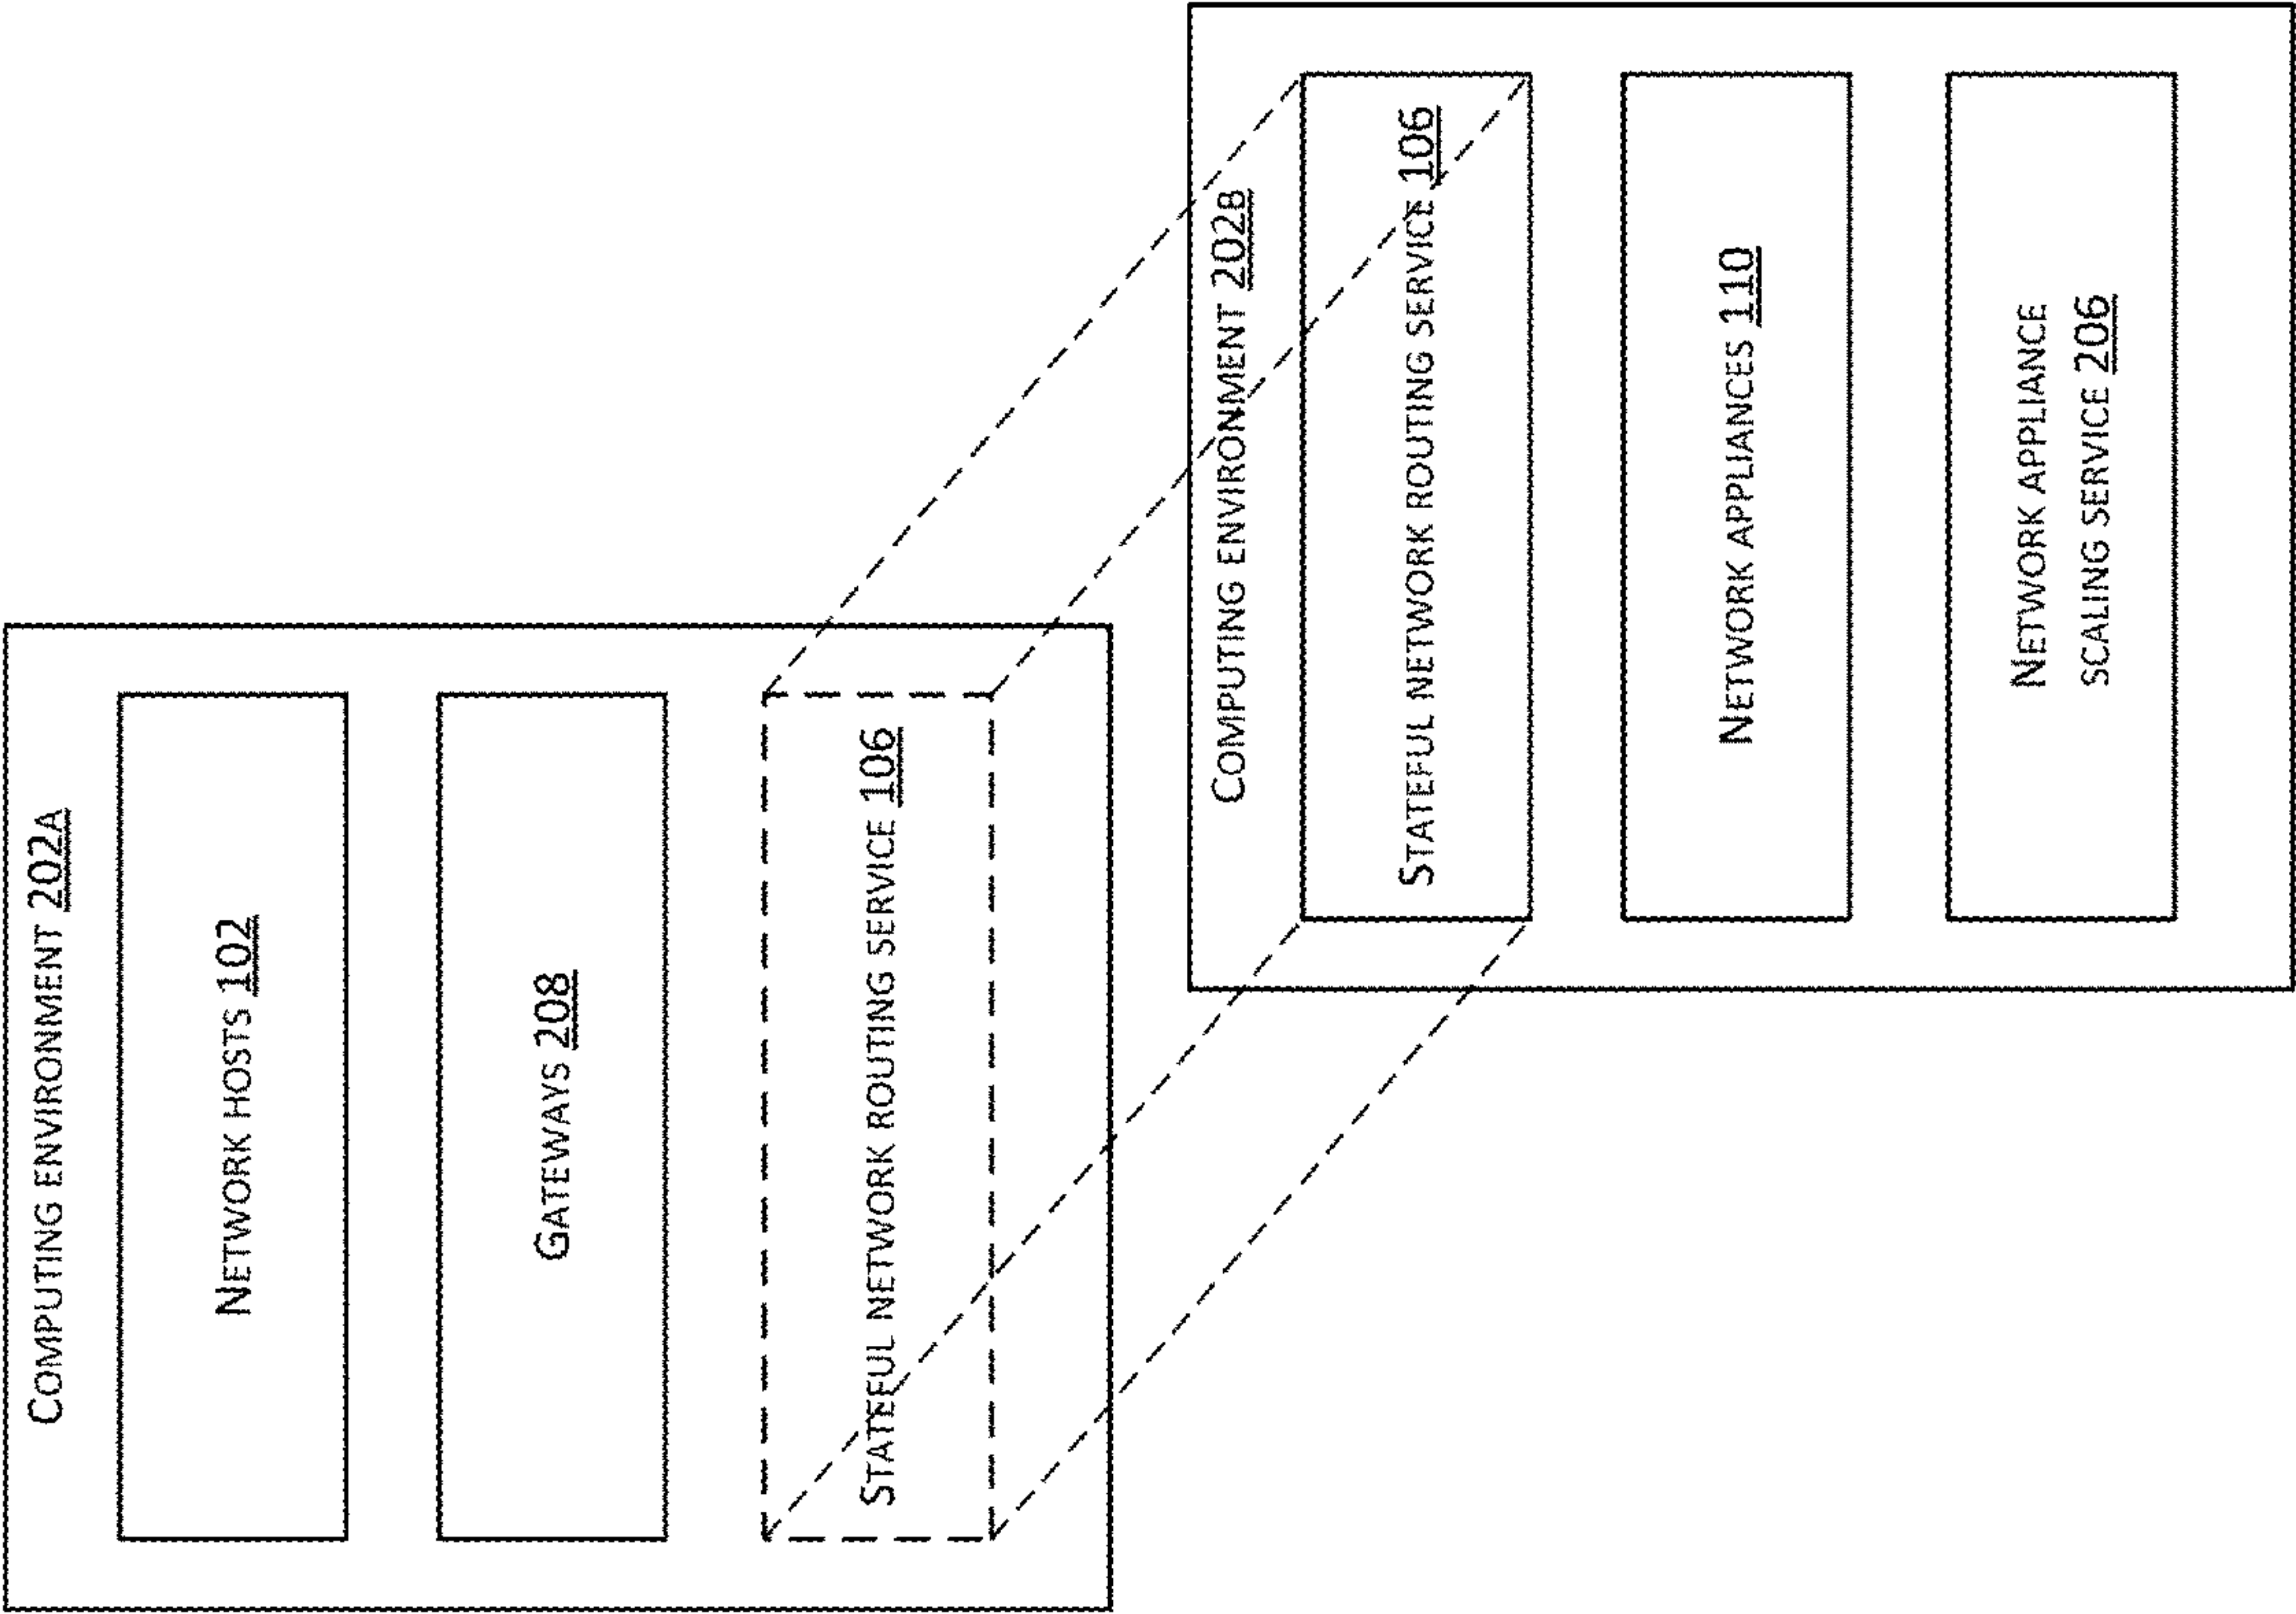 COMPUTING ENVIRONMENT 202A
NETWORK HOSTS 102
GATEWAYS 208
STATEFUL NETWORK ROUTING SERVICE 106
COMPUTING ENVIRONMENT 202B
STATEFUL NETWORK ROUTING SERVICE 106
NETWORK APPLIANCES 110
NETWORK APPLIANCE
SCALING SERVICE 206